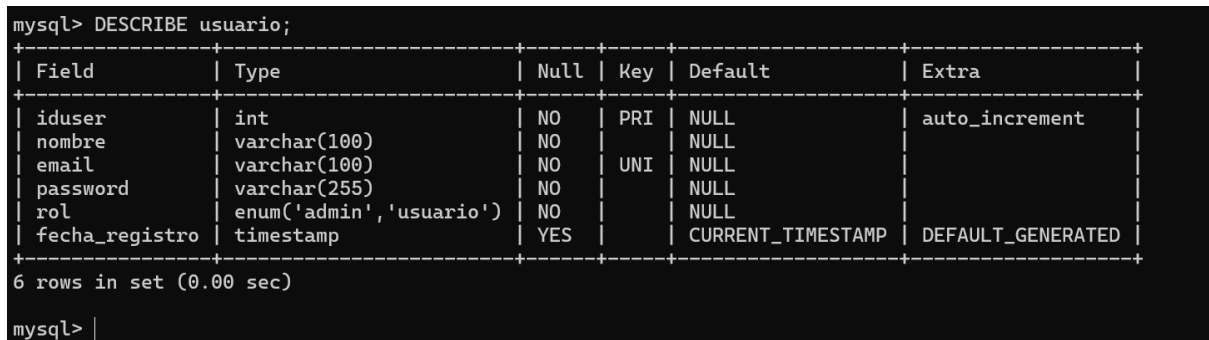 mysql> DESCRIBE usuario;
+----------------+-------------------------+------+-----+-------------------+-------------------+
| Field          | Type                    | Null | Key | Default           | Extra             |
+----------------+-------------------------+------+-----+-------------------+-------------------+
| iduser         | int                     | NO   | PRI | NULL              | auto_increment    |
| nombre         | varchar(100)            | NO   |     | NULL              |                   |
| email          | varchar(100)            | NO   | UNI | NULL              |                   |
| password       | varchar(255)            | NO   |     | NULL              |                   |
| rol            | enum('admin','usuario') | NO   |     | NULL              |                   |
| fecha_registro | timestamp               | YES  |     | CURRENT_TIMESTAMP | DEFAULT_GENERATED |
+----------------+-------------------------+------+-----+-------------------+-------------------+
6 rows in set (0.00 sec)
mysql>